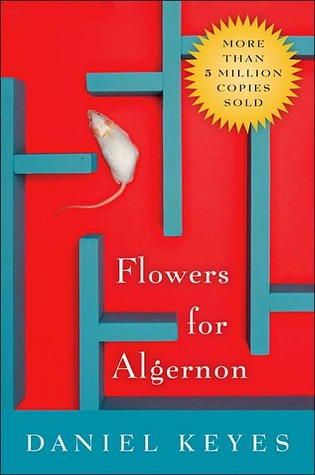 MORE
THAN
5 MILLION
COPIES
SOLD
Flowers
for
Algernon
DANIEL KEYES